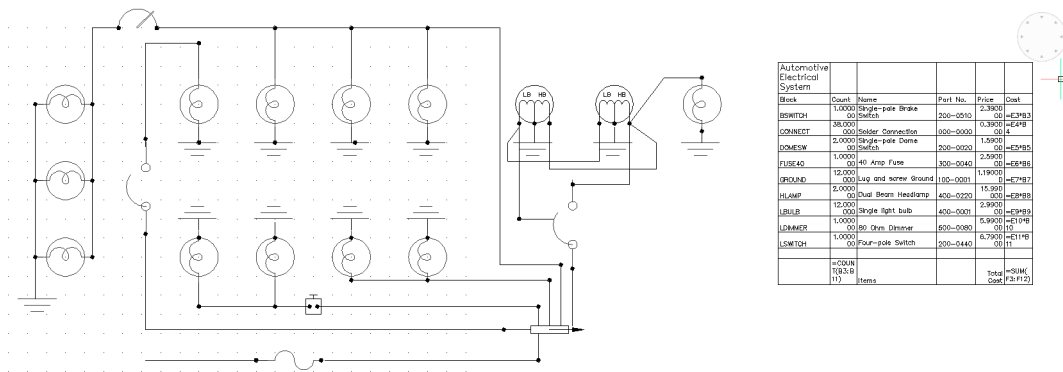 LB HB
LB HB
Automotive
Electrical
System
Block Count Name Part No. Price Cost
BSWITCH 1.0000 00 Single-pole Brake Switch 200-0510 2.3900 00 =E3*B3
CONNECT 38.000 000 Solder Connection 000-0000 0.3900 00 =E4*B 4
DOMESW 2.0000 00 Single-pole Dome Switch 200-0020 1.5900 00 =E5*B5
FUSE40 1.0000 00 40 Amp Fuse 300-0040 2.5900 00 =E6*B6
GROUND 12.000 000 Lug and screw Ground 100-0001 1.19000 0 =E7*B7
HLAMP 2.0000 00 Dual Beam Headlamp 400-0220 15.990 000 =E8*B8
LBULB 12.000 000 Single light bulb 400-0001 2.9900 00 =E9*B9
LDIMMER 1.0000 00 80 Ohm Dimmer 500-0080 5.9900 00 =E10*B 10
LSWITCH 1.0000 00 Four-pole Switch 200-0440 6.7900 00 =E11*B 11
=COUN T(B3:B 11) Items Total Cost =SUM( F3:F12)